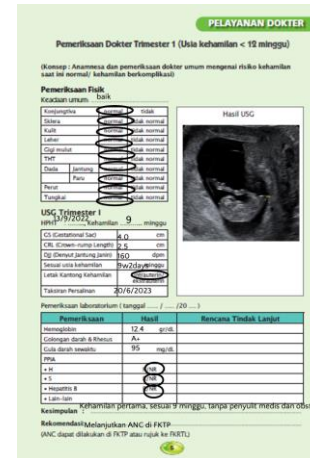 PELAYANAN DOKTER
Pemeriksaan Dokter Trimester 1 (Usia kehamilan < 12 minggu)
(Konsep : Anamnesa dan pemeriksaan dokter umum mengenai risiko kehamilan
saat ini normal/ kehamilan berkomplikasi)
Pemeriksaan Fisik
Keadaan umum: baik
Konjungtiva normal tidak
Sklera normal tidak normal
Kulit normal tidak normal
Leher normal tidak normal
Gigi mulut normal tidak normal
THT normal tidak normal
Dada Jantung normal tidak normal
Paru normal tidak normal
Perut normal tidak normal
Tungkai normal tidak normal
Hasil USG
USG Trimester I
HPHT 13/9/2022, Kehamilan 9 minggu
GS (Gestational Sac) 4.0 cm
CRL (Crown-rump Length) 2.5 cm
DJJ (Denyut Jantung Janin) 160 dpm
Sesuai usia kehamilan 9w2days minggu
Letak Kantong Kehamilan intrauterin
ekstrauterin
Taksiran Persalinan 20/6/2023
Pemeriksaan laboratorium ( tanggal ..... / ..... /20 ....)
Pemeriksaan Hasil Rencana Tindak Lanjut
Hemoglobin 12.4 gr/dl.
Golongan darah & Rhesus A+
Gula darah sewaktu 95 mg/dl.
PPIA
• H R/NR
• S R/NR
• Hepatitis B R/NR
• Lain-lain
Kesimpulan : Kehamilan pertama, sesuai 9 minggu, tanpa penyulit medis dan obs
Rekomendasi: Melanjutkan ANC di FKTP
(ANC dapat dilakukan di FKTP atau rujuk ke FKRTL)